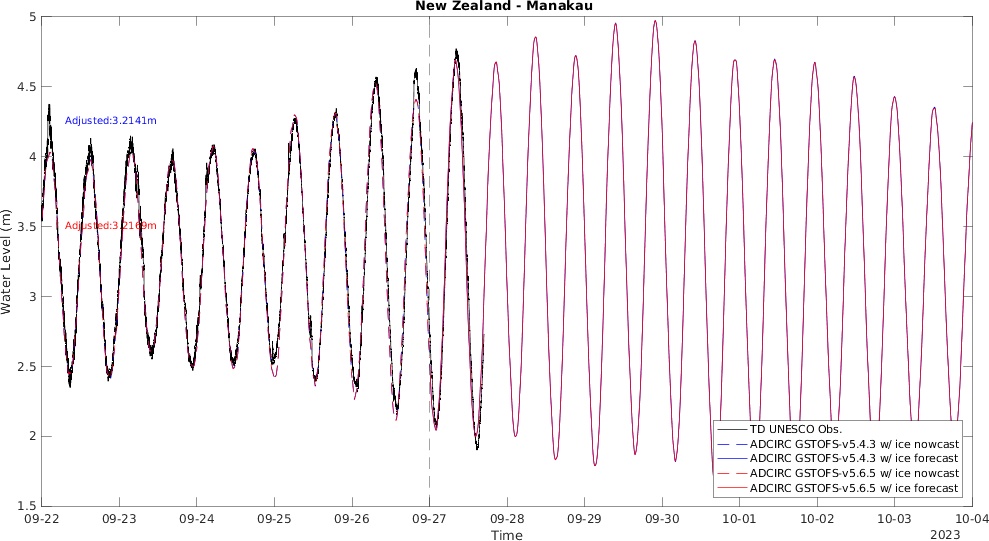 New Zealand - Manakau
5
4.5
4
3.5
3
2.5
2
1.5
Water Level (m)
Adjusted:3.2141m
Adjusted:3.2169m
TD UNESCO Obs.
ADCIRC GSTOFS-v5.4.3 w/ ice nowcast
ADCIRC GSTOFS-v5.4.3 w/ ice forecast
ADCIRC GSTOFS-v5.6.5 w/ ice nowcast
ADCIRC GSTOFS-v5.6.5 w/ ice forecast
09-22 09-23 09-24 09-25 09-26 09-27 09-28 09-29 09-30 10-01 10-02 10-03 10-04
Time
2023